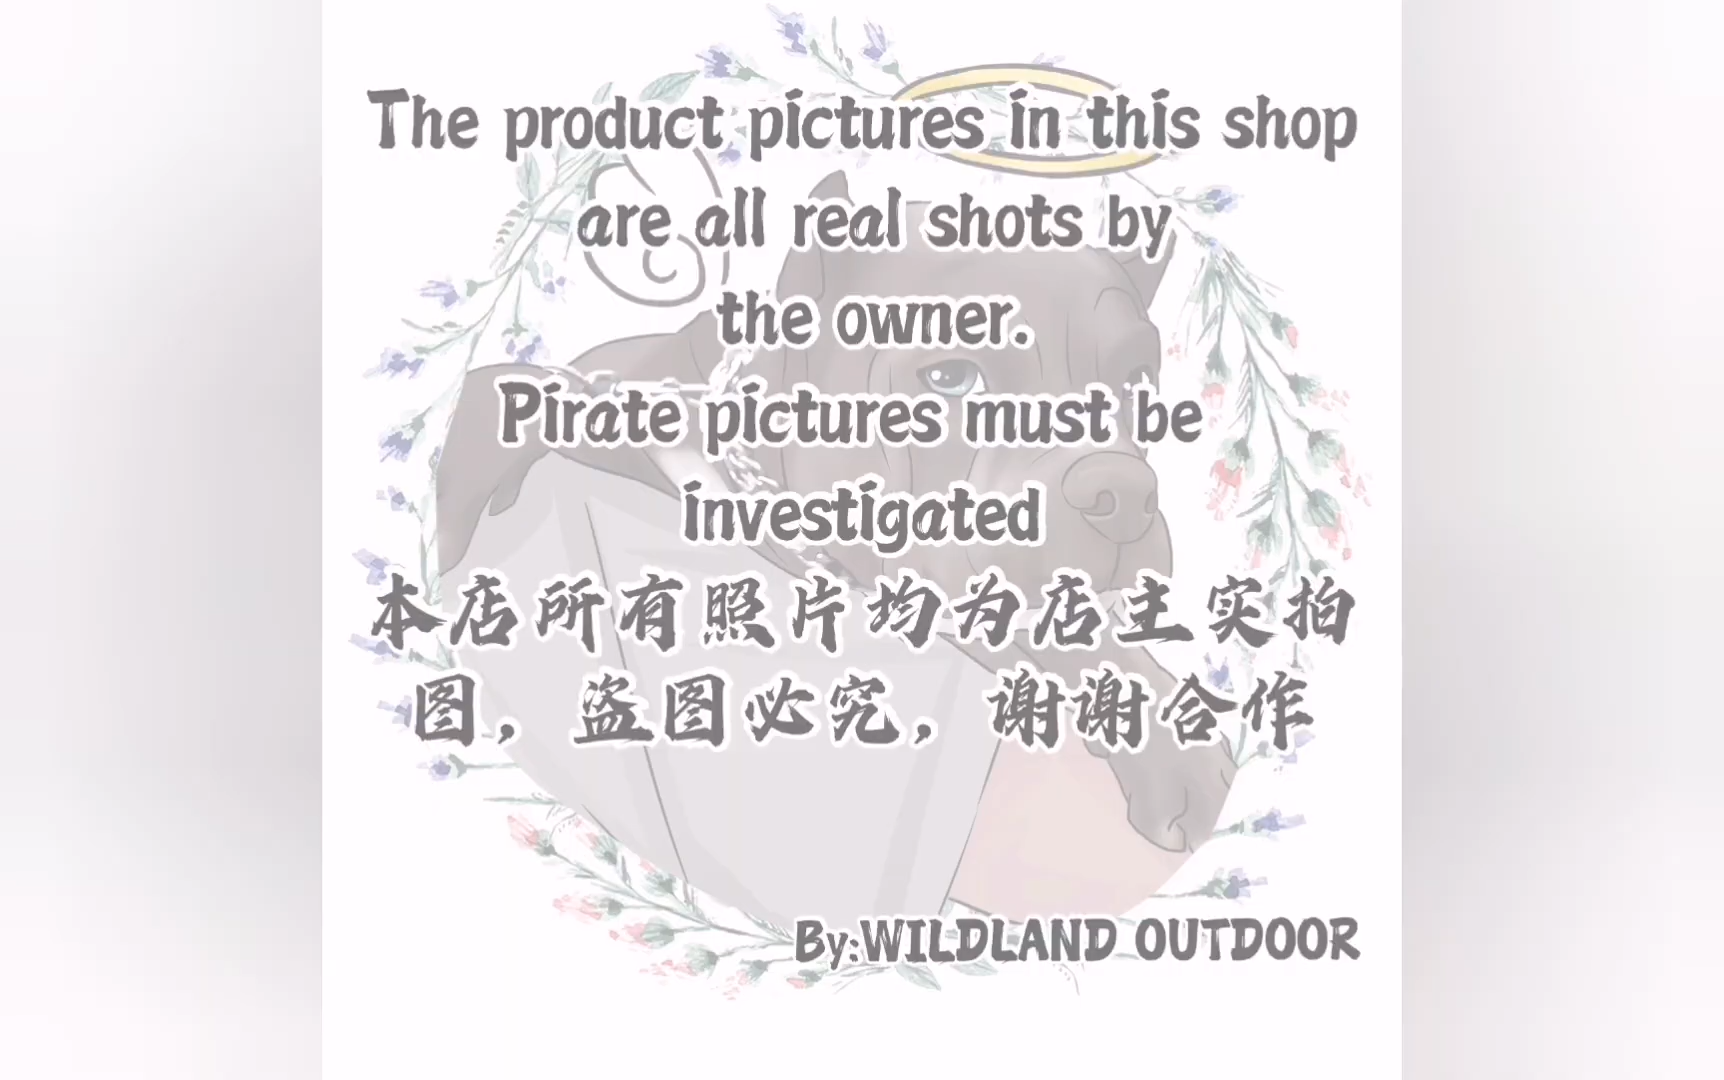 The product pictures in this shop
are all real shots by
the owner.
Pirate pictures must be
investigated
本店所有照片均为店主实拍
图，盗图必究，谢谢合作
By:WILDLAND OUTDOOR